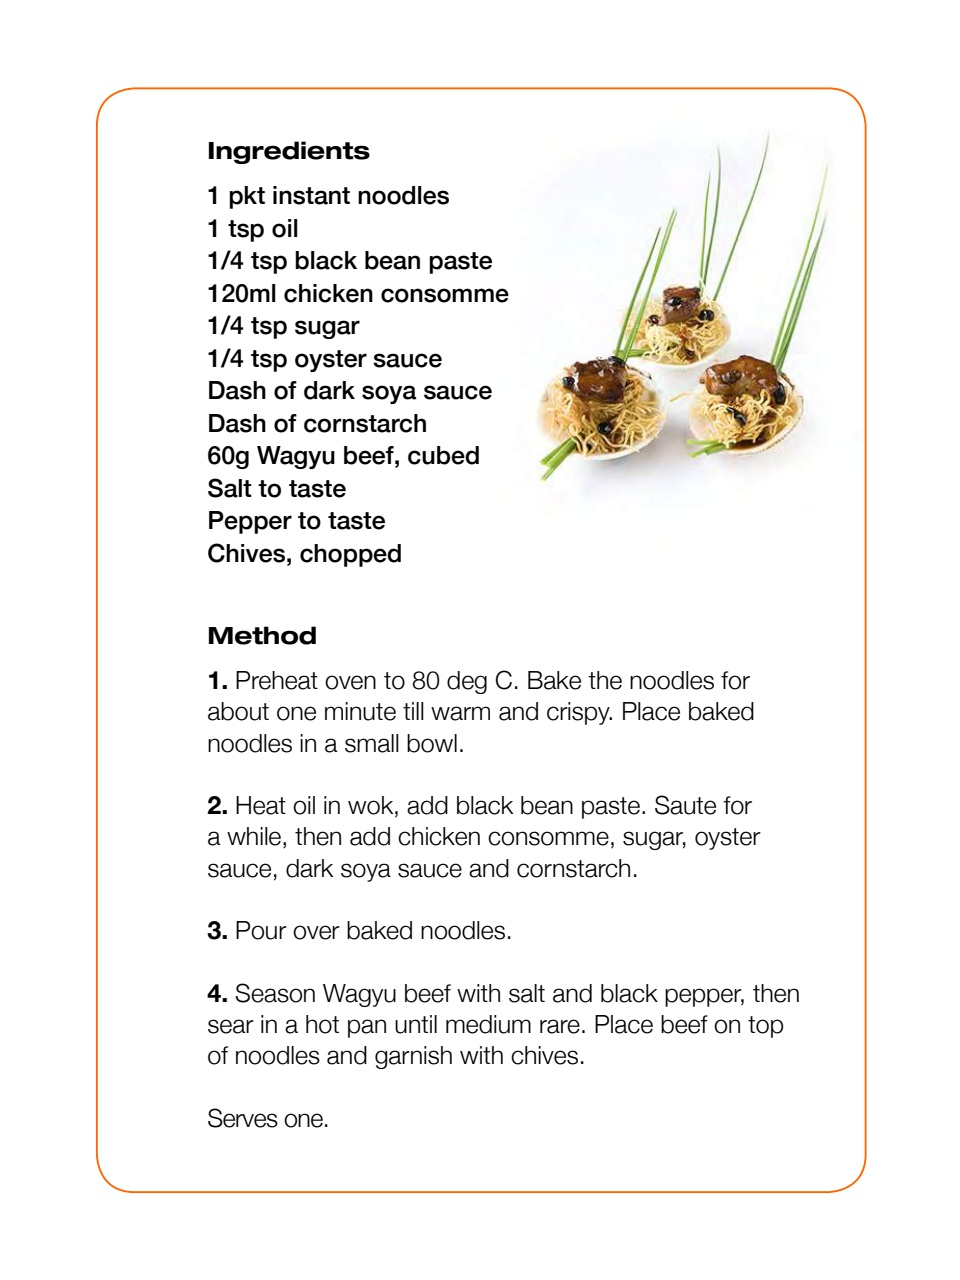 Ingredients
1 pkt instant noodles
1 tsp oil
1/4 tsp black bean paste
120ml chicken consomme
1/4 tsp sugar
1/4 tsp oyster sauce
Dash of dark soya sauce
Dash of cornstarch
60g Wagyu beef, cubed
Salt to taste
Pepper to taste
Chives, chopped
Method
1. Preheat oven to 80 deg C. Bake the noodles for
about one minute till warm and crispy. Place baked
noodles in a small bowl.
2. Heat oil in wok, add black bean paste. Saute for
a while, then add chicken consomme, sugar, oyster
sauce, dark soya sauce and cornstarch.
3. Pour over baked noodles.
4. Season Wagyu beef with salt and black pepper, then
sear in a hot pan until medium rare. Place beef on top
of noodles and garnish with chives.
Serves one.